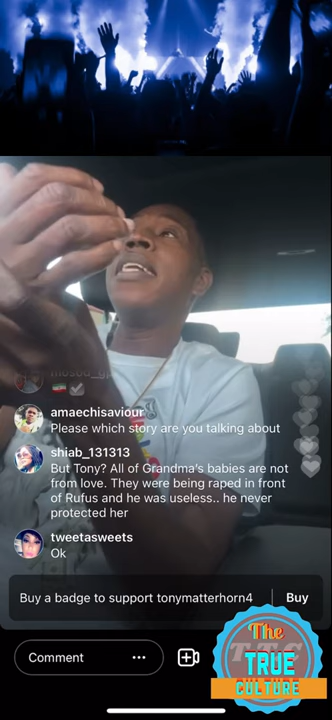 amaechisaviour
Please which story are you talking about
shiab_131313
But Tony? All of Grandma's babies are not
from love. They were being raped in front
of Rufus and he was useless.. he never
protected her
tweetasweets
Ok
Buy a badge to support tonymatterhorn4
Buy
Comment
The
TRUE
CULTURE